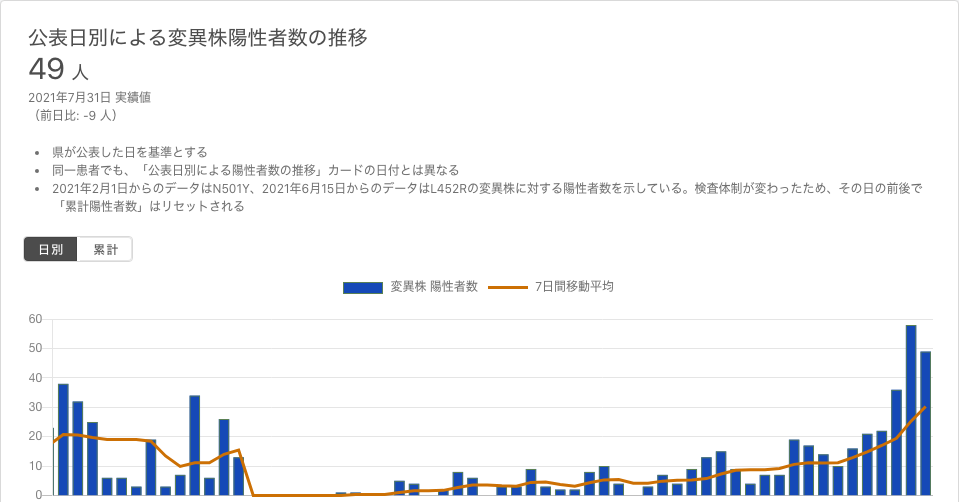 公表日別による変異株陽性者数の推移
49 人
2021年7月31日 実績値
（前日比: -9 人）
• 県が公表した日を基準とする
• 同一患者でも、「公表日別による陽性者数の推移」カードの日付とは異なる
• 2021年2月1日からのデータはN501Y、2021年6月15日からのデータはL452Rの変異株に対する陽性者数を示している。検査体制が変わったため、その日の前後で
「累計陽性者数」はリセットされる
日別 累計
変異株 陽性者数 7日間移動平均
60
50
40
30
20
10
0